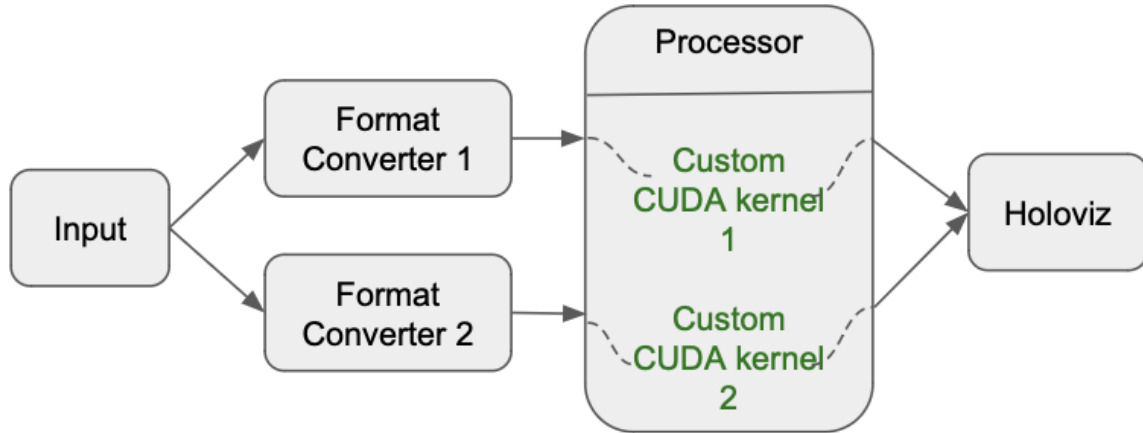 Input
Format
Converter 1
Format
Converter 2
Processor
Custom
CUDA kernel
1
Custom
CUDA kernel
2
Holoviz